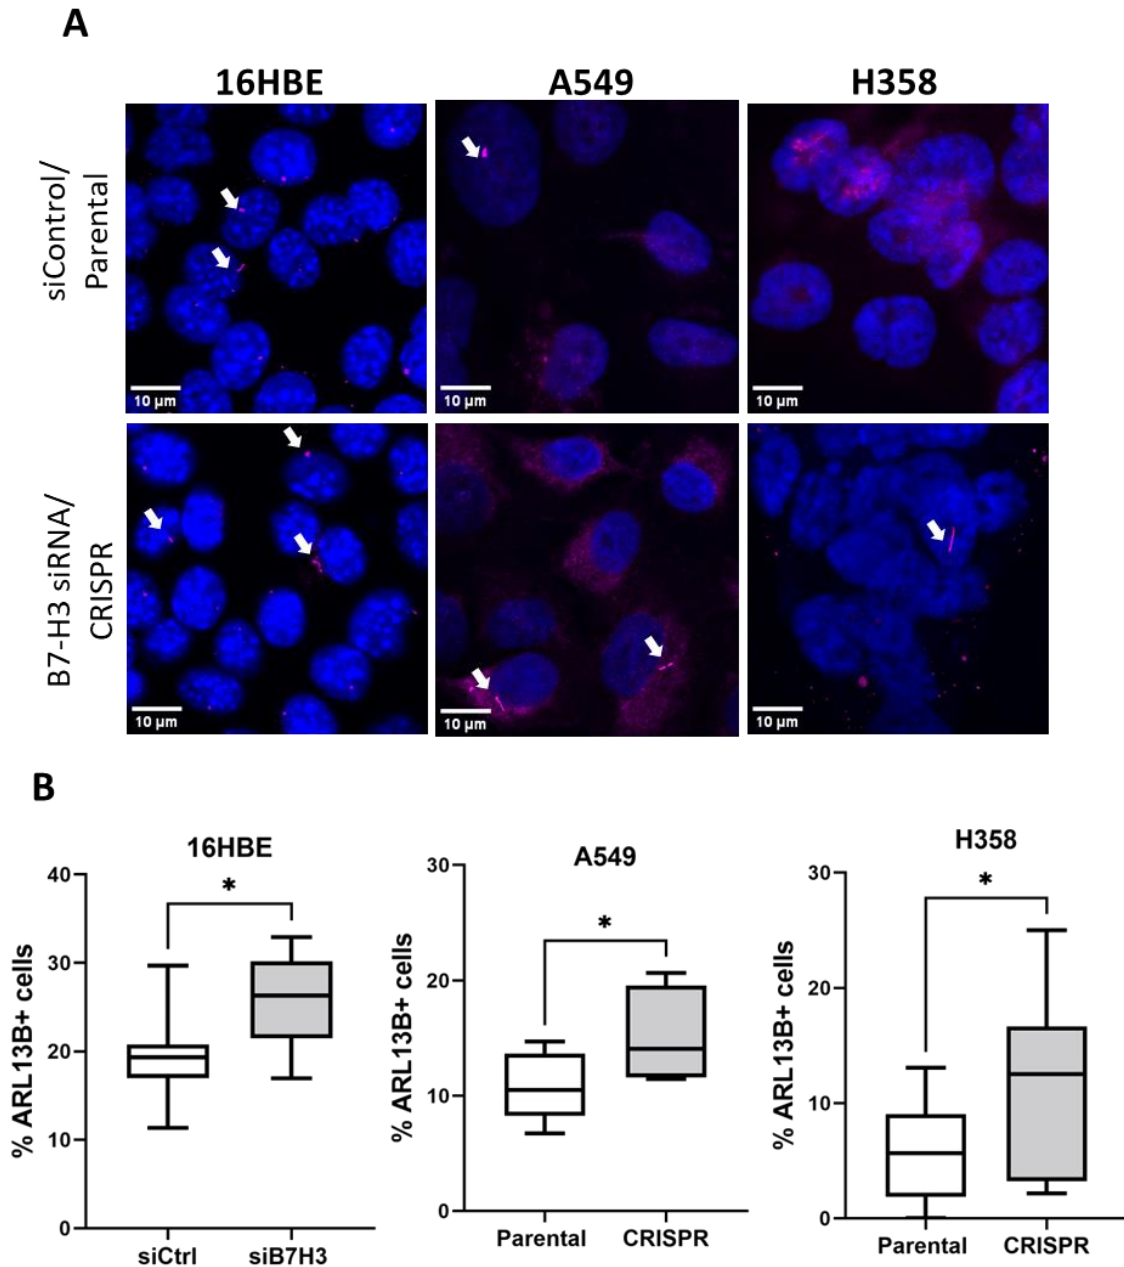 A
16HBE
A549
H358
siControl/
Parental
10 µm
10 µm
10 µm
B7-H3 siRNA/
CRISPR
10 µm
10 µm
10 µm
B
16HBE
*
% ARL13B+ cells
40
30
20
10
0
siCtrl
siB7H3
A549
*
% ARL13B+ cells
30
20
10
0
Parental
CRISPR
H358
*
% ARL13B+ cells
30
20
10
0
Parental
CRISPR